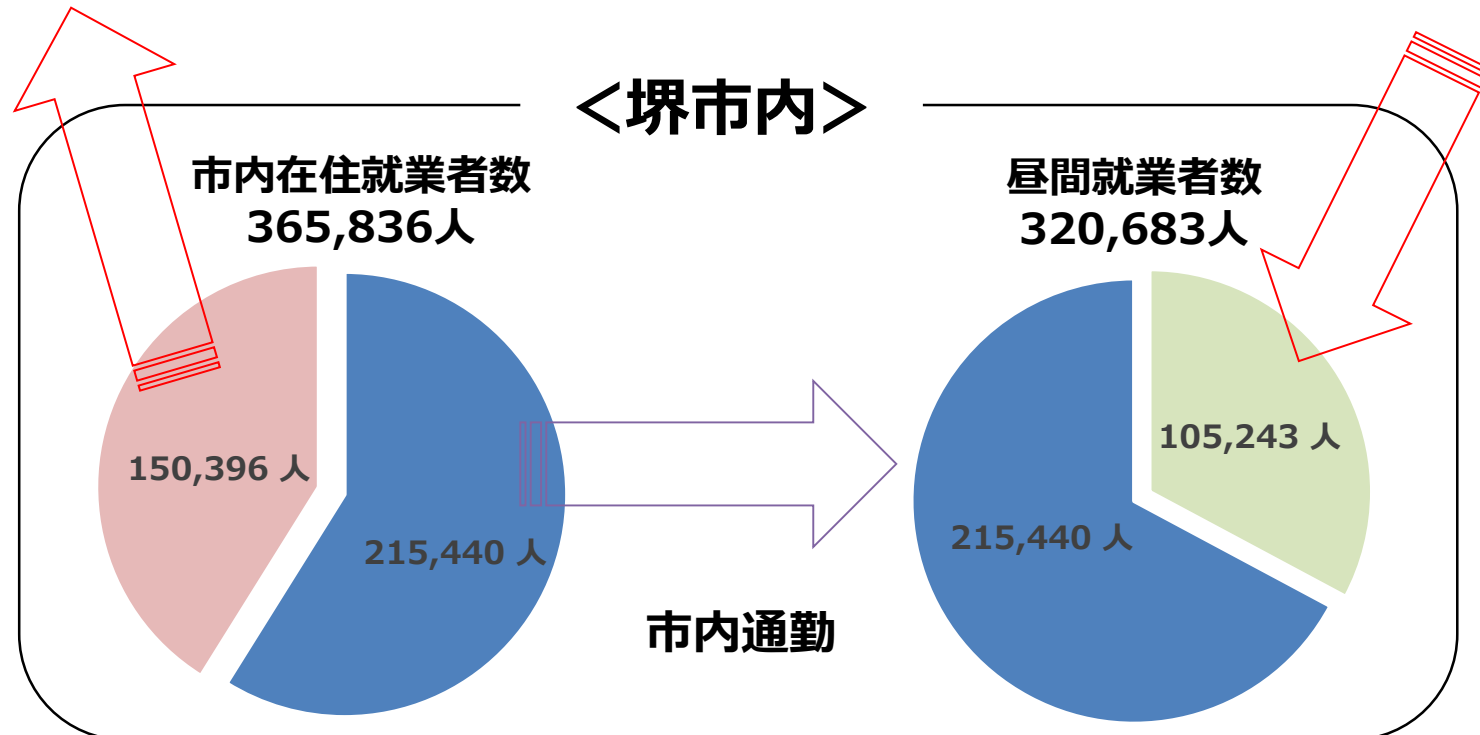 ＜堺市内＞
市内在住就業者数
365,836人
昼間就業者数
320,683人
150,396 人
215,440 人
105,243 人
215,440 人
市内通勤